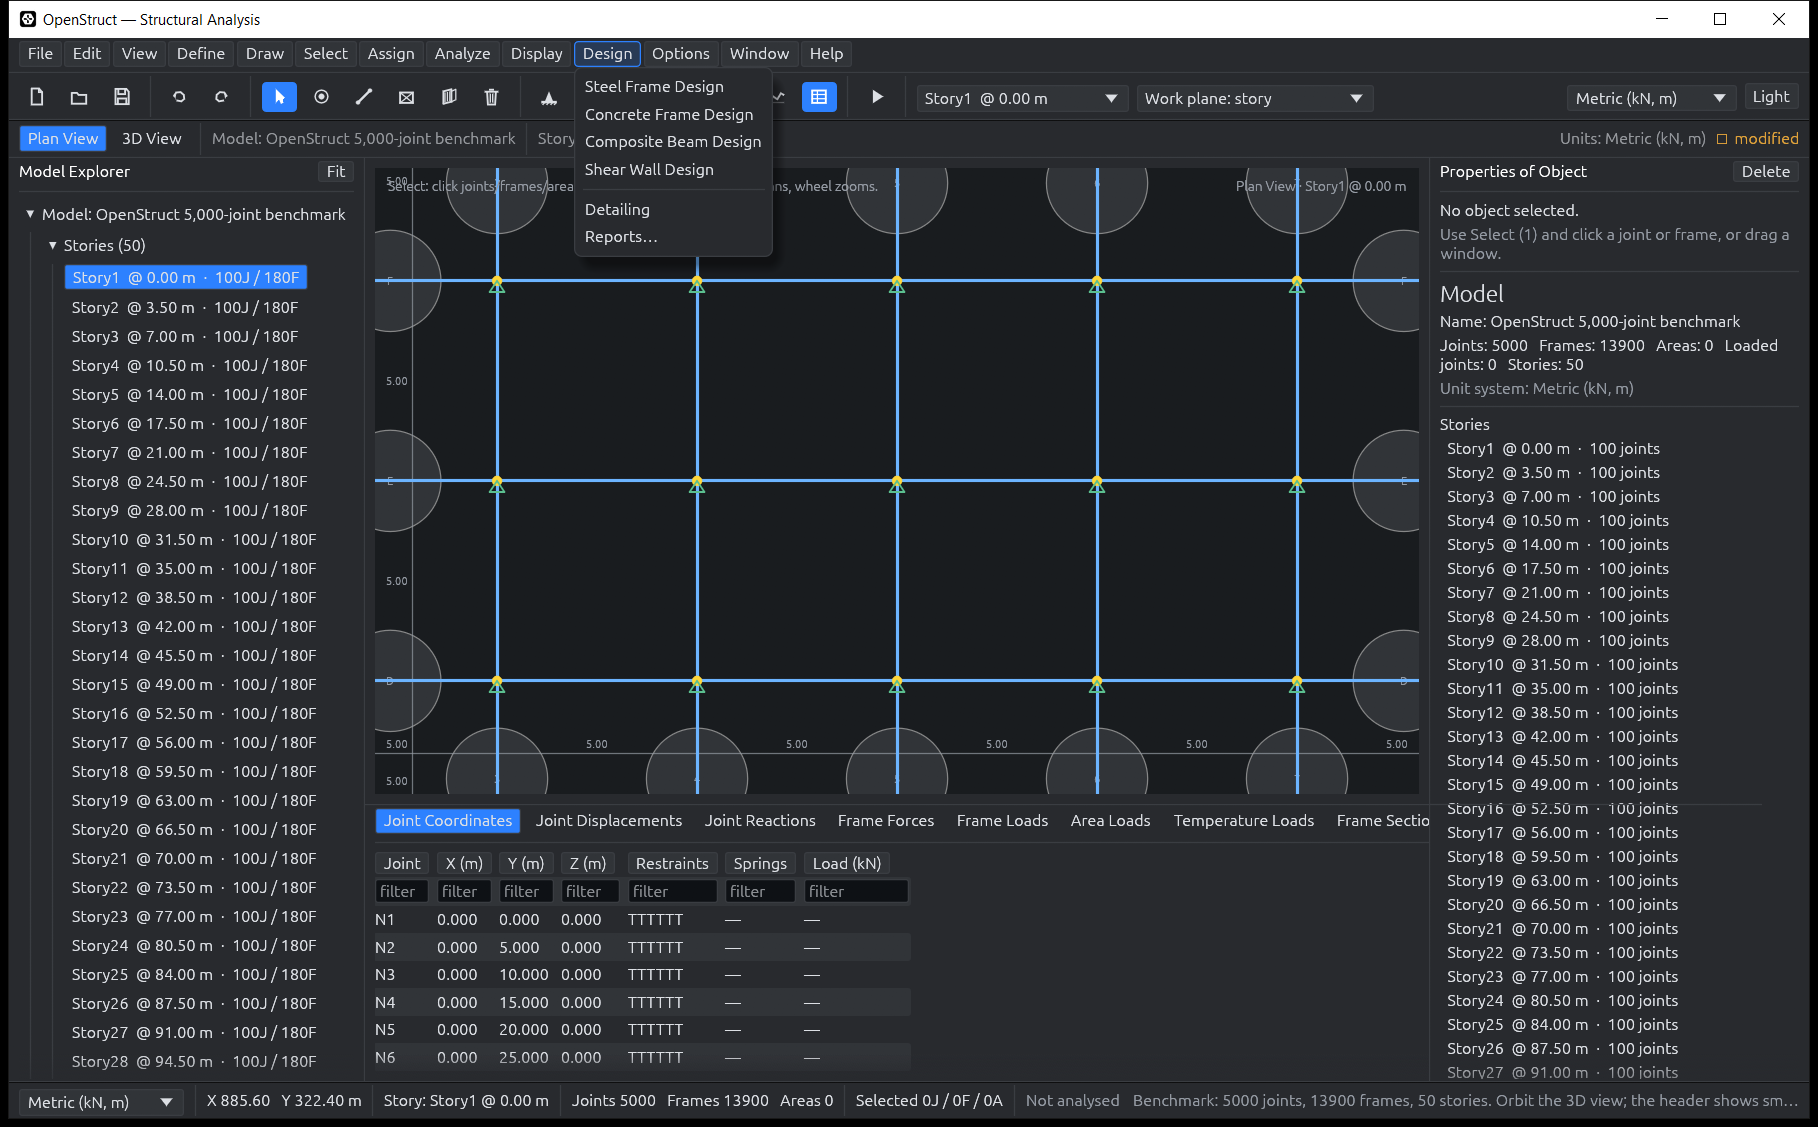 OpenStruct — Structural Analysis
File Edit View Define Draw Select Assign Analyze Display Design Options Window Help
Story1 @ 0.00 m
Work plane: story
Metric (kN, m)
Light
Plan View 3D View Model: OpenStruct 5,000-joint benchmark Story
Units: Metric (kN, m) modified
Steel Frame Design
Concrete Frame Design
Composite Beam Design
Shear Wall Design
Detailing
Reports…
Model Explorer
Fit
Model: OpenStruct 5,000-joint benchmark
Stories (50)
Story1 @ 0.00 m · 100J / 180F
Story2 @ 3.50 m · 100J / 180F
Story3 @ 7.00 m · 100J / 180F
Story4 @ 10.50 m · 100J / 180F
Story5 @ 14.00 m · 100J / 180F
Story6 @ 17.50 m · 100J / 180F
Story7 @ 21.00 m · 100J / 180F
Story8 @ 24.50 m · 100J / 180F
Story9 @ 28.00 m · 100J / 180F
Story10 @ 31.50 m · 100J / 180F
Story11 @ 35.00 m · 100J / 180F
Story12 @ 38.50 m · 100J / 180F
Story13 @ 42.00 m · 100J / 180F
Story14 @ 45.50 m · 100J / 180F
Story15 @ 49.00 m · 100J / 180F
Story16 @ 52.50 m · 100J / 180F
Story17 @ 56.00 m · 100J / 180F
Story18 @ 59.50 m · 100J / 180F
Story19 @ 63.00 m · 100J / 180F
Story20 @ 66.50 m · 100J / 180F
Story21 @ 70.00 m · 100J / 180F
Story22 @ 73.50 m · 100J / 180F
Story23 @ 77.00 m · 100J / 180F
Story24 @ 80.50 m · 100J / 180F
Story25 @ 84.00 m · 100J / 180F
Story26 @ 87.50 m · 100J / 180F
Story27 @ 91.00 m · 100J / 180F
Story28 @ 94.50 m · 100J / 180F
5.00
Select: click joints/frames/area
ns, wheel zooms.
Plan View · Story1 @ 0.00 m
F F
5.00
E E
5.00
D D
5.00 5.00 5.00 5.00 5.00 5.00
5.00
Joint Coordinates Joint Displacements Joint Reactions Frame Forces Frame Loads Area Loads Temperature Loads Frame Sectio
Joint X (m) Y (m) Z (m) Restraints Springs Load (kN)
filter filter filter filter filter filter filter
N1 0.000 0.000 0.000 TTTTTT — —
N2 0.000 5.000 0.000 TTTTTT — —
N3 0.000 10.000 0.000 TTTTTT — —
N4 0.000 15.000 0.000 TTTTTT — —
N5 0.000 20.000 0.000 TTTTTT — —
N6 0.000 25.000 0.000 TTTTTT — —
Properties of Object
Delete
No object selected.
Use Select (1) and click a joint or frame, or drag a
window.
Model
Name: OpenStruct 5,000-joint benchmark
Joints: 5000 Frames: 13900 Areas: 0 Loaded
joints: 0 Stories: 50
Unit system: Metric (kN, m)
Stories
Story1 @ 0.00 m · 100 joints
Story2 @ 3.50 m · 100 joints
Story3 @ 7.00 m · 100 joints
Story4 @ 10.50 m · 100 joints
Story5 @ 14.00 m · 100 joints
Story6 @ 17.50 m · 100 joints
Story7 @ 21.00 m · 100 joints
Story8 @ 24.50 m · 100 joints
Story9 @ 28.00 m · 100 joints
Story10 @ 31.50 m · 100 joints
Story11 @ 35.00 m · 100 joints
Story12 @ 38.50 m · 100 joints
Story13 @ 42.00 m · 100 joints
Story14 @ 45.50 m · 100 joints
Story15 @ 49.00 m · 100 joints
Story16 @ 52.50 m · 100 joints
Story17 @ 56.00 m · 100 joints
Story18 @ 59.50 m · 100 joints
Story19 @ 63.00 m · 100 joints
Story20 @ 66.50 m · 100 joints
Story21 @ 70.00 m · 100 joints
Story22 @ 73.50 m · 100 joints
Story23 @ 77.00 m · 100 joints
Story24 @ 80.50 m · 100 joints
Story25 @ 84.00 m · 100 joints
Story26 @ 87.50 m · 100 joints
Story27 @ 91.00 m · 100 joints
Metric (kN, m) X 885.60 Y 322.40 m Story: Story1 @ 0.00 m Joints 5000 Frames 13900 Areas 0 Selected 0J / 0F / 0A Not analysed Benchmark: 5000 joints, 13900 frames, 50 stories. Orbit the 3D view; the header shows sm…